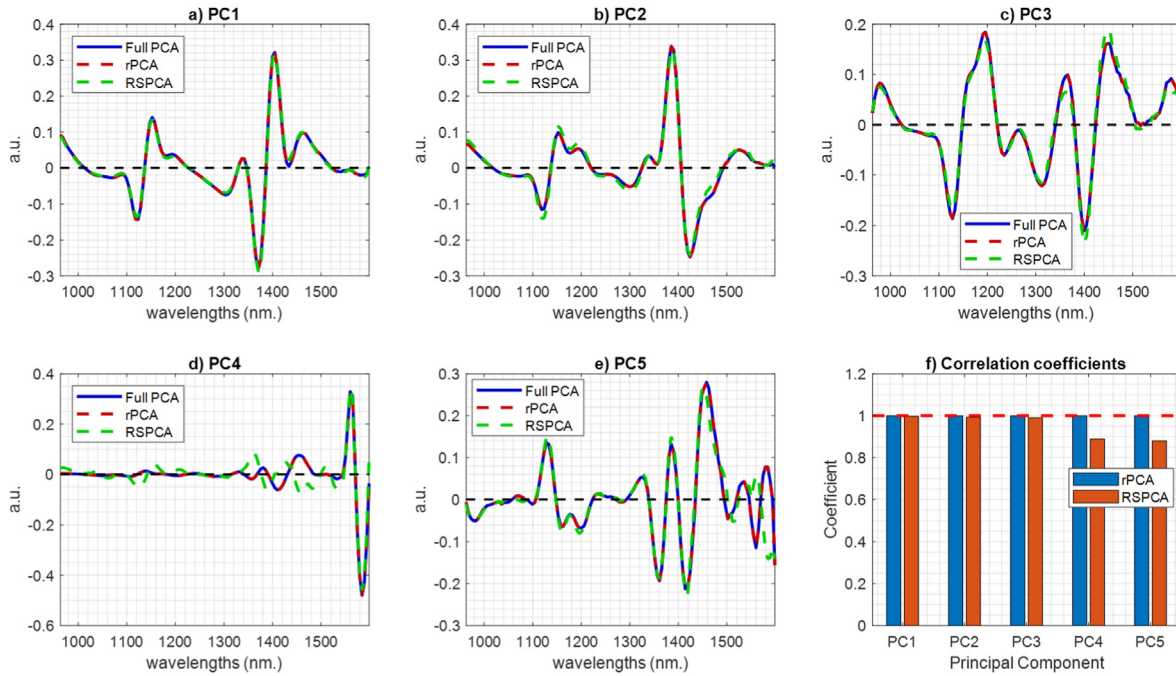 a) PC1
0.4
0.3
0.2
0.1
0
-0.1
-0.2
-0.3
a.u.
Full PCA
rPCA
RSPCA
1000 1100 1200 1300 1400 1500
wavelengths (nm.)
b) PC2
0.4
0.3
0.2
0.1
0
-0.1
-0.2
-0.3
a.u.
Full PCA
rPCA
RSPCA
1000 1100 1200 1300 1400 1500
wavelengths (nm.)
c) PC3
0.2
0.1
0
-0.1
-0.2
-0.3
a.u.
Full PCA
rPCA
RSPCA
1000 1100 1200 1300 1400 1500
wavelengths (nm.)
d) PC4
0.4
0.2
0
-0.2
-0.4
-0.6
a.u.
Full PCA
rPCA
RSPCA
1000 1100 1200 1300 1400 1500
wavelengths (nm.)
e) PC5
0.3
0.2
0.1
0
-0.1
-0.2
-0.3
a.u.
Full PCA
rPCA
RSPCA
1000 1100 1200 1300 1400 1500
wavelengths (nm.)
f) Correlation coefficients
1.2
1
0.8
0.6
0.4
0.2
0
Coefficient
rPCA
RSPCA
PC1 PC2 PC3 PC4 PC5
Principal Component